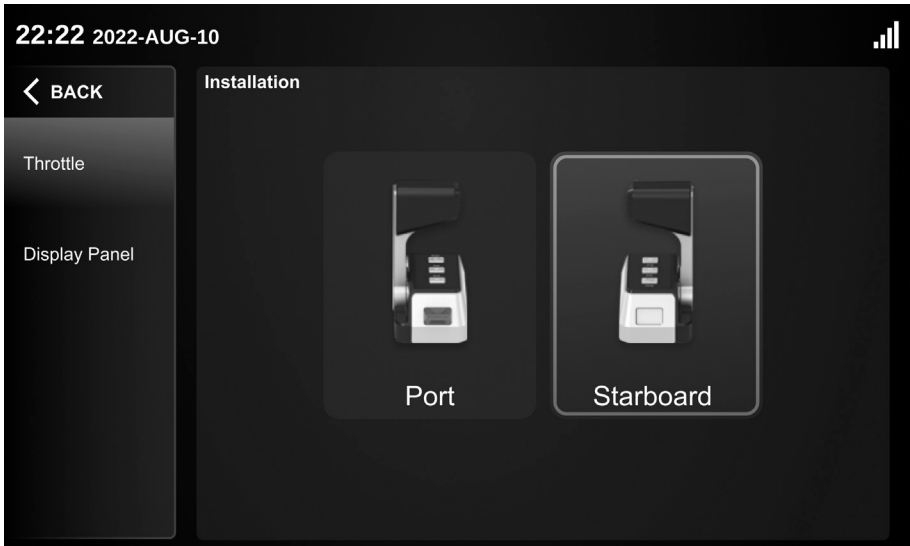 22:22 2022-AUG-10
BACK
Throttle
Display Panel
Installation
Port
Starboard